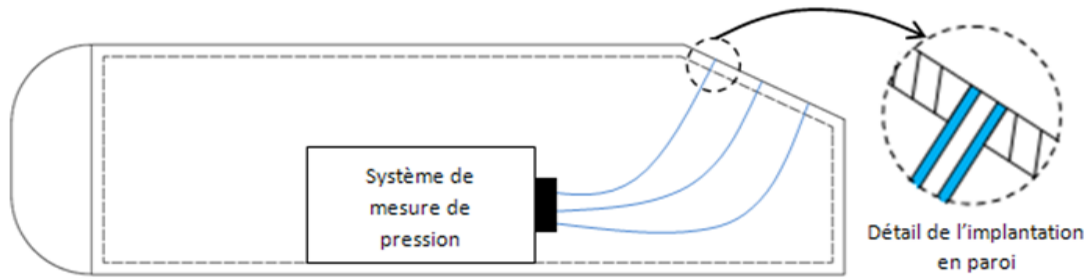 Système de
mesure de
pression
Détail de l'implantation
en paroi